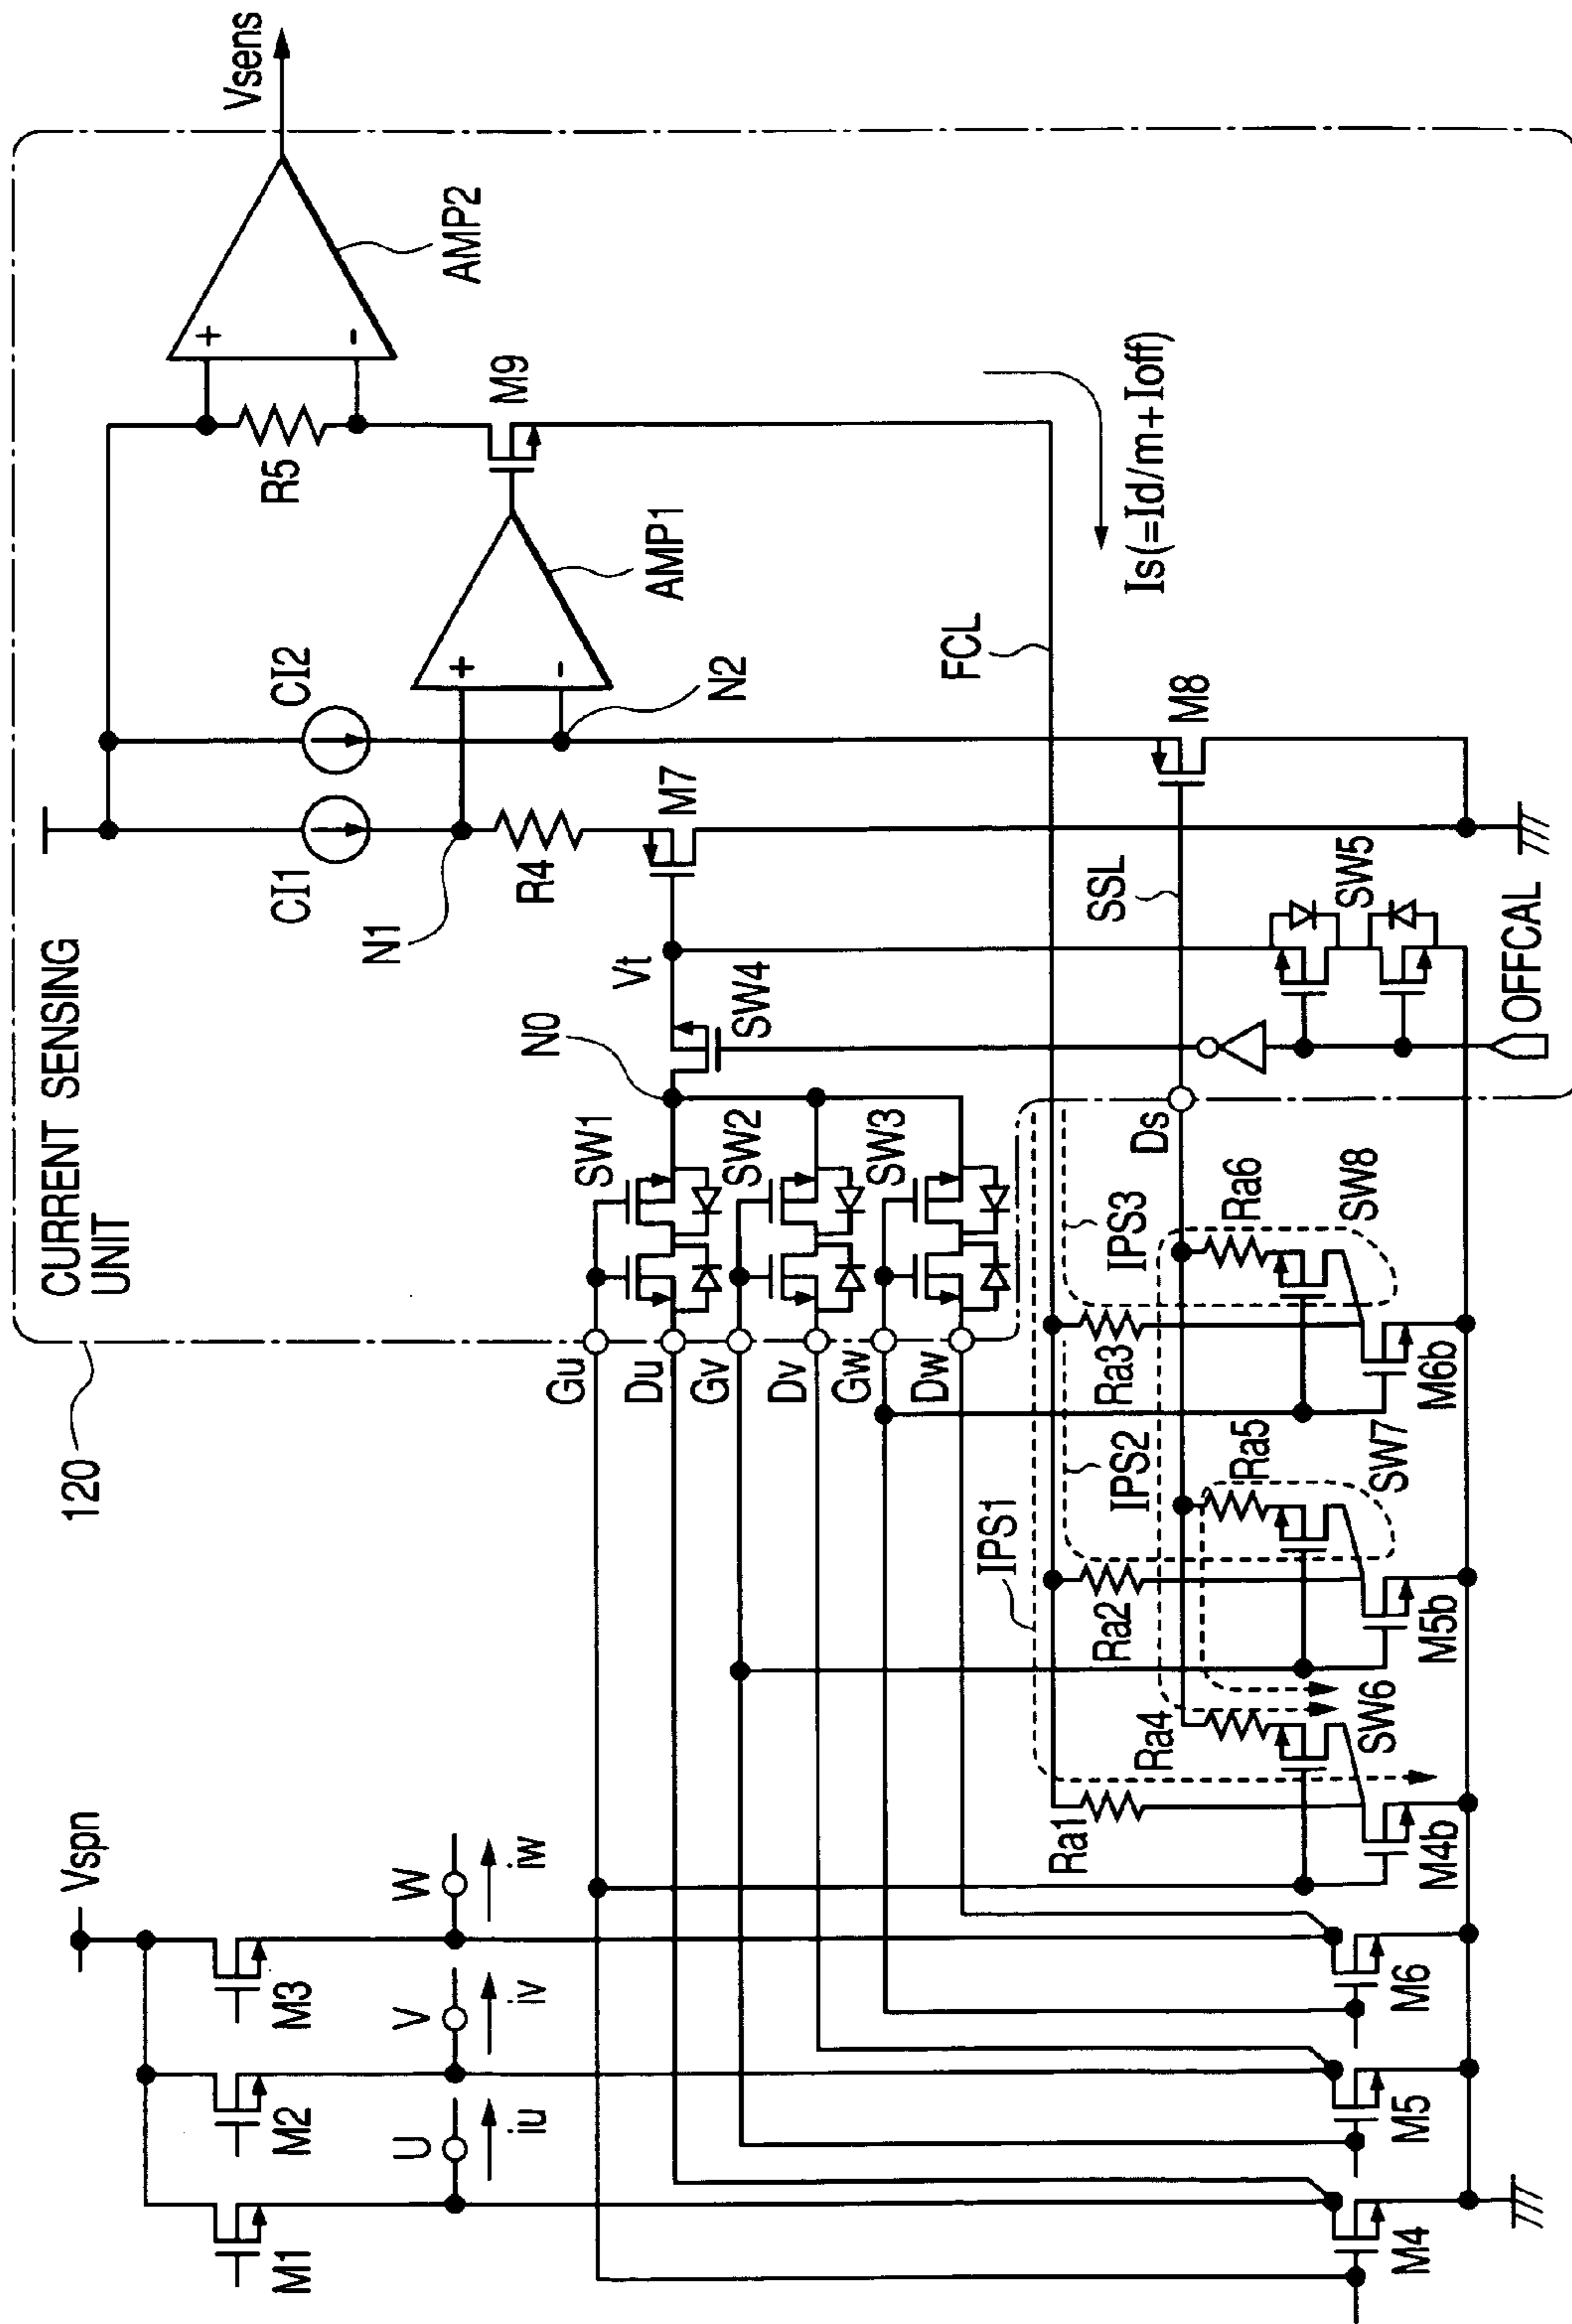 CURRENT SENSING
UNIT
120
Vsens
AMP2
R5
M9
AMP1
CI1
CI2
N1
N2
R4
M7
Vt
N0
SW4
SW1
SW2
SW3
FCL
Is(=Id/m+Ioff)
M8
SSL
SW5
OFFCAL
Ds
Gu
Du
Gv
Dv
Gw
Dw
IPS1
IPS2
IPS3
Ra1
Ra2
Ra3
Ra4
Ra5
Ra6
SW6
SW7
SW8
M4b
M5b
M6b
Vspn
M1
M2
M3
U
V
W
iu
iv
iw
M4
M5
M6
+
-
+
-